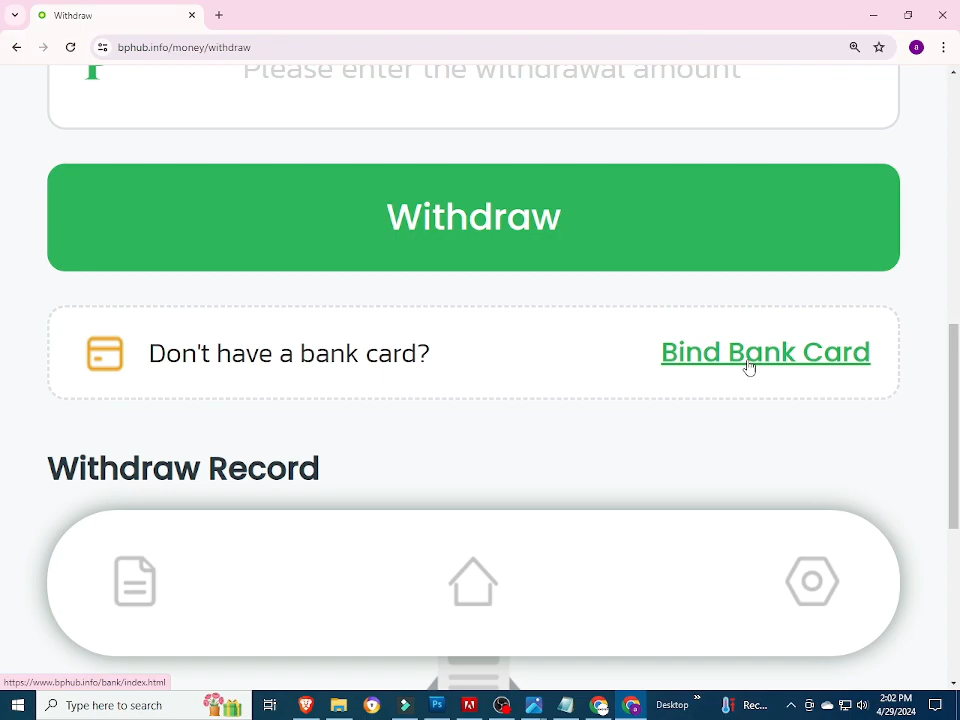 Withdraw
bphub.info/money/withdraw
a
Please enter the withdrawal amount
Withdraw
Don't have a bank card?
Bind Bank Card
Withdraw Record
https://www.bphub.info/bank/index.html
Type here to search
Ps
Desktop
Rec...
2:02 PM
4/29/2024